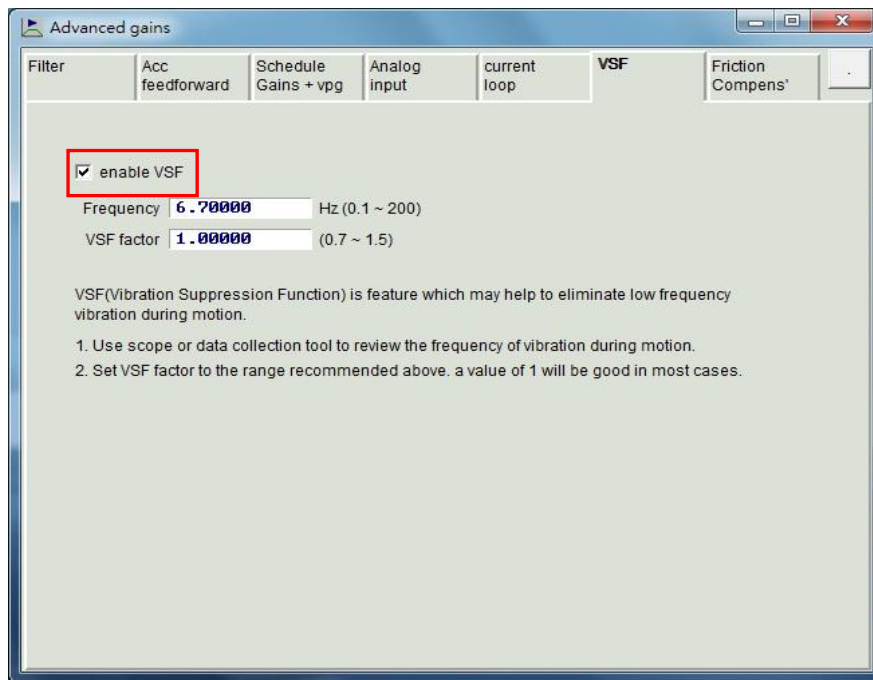 Advanced gains
Filter
Acc
feedforward
Schedule
Gains + vpg
Analog
input
current
loop
VSF
Friction
Compens'
.
enable VSF
Frequency 6.70000 Hz (0.1 ~ 200)
VSF factor 1.00000 (0.7 ~ 1.5)
VSF(Vibration Suppression Function) is feature which may help to eliminate low frequency
vibration during motion.
1. Use scope or data collection tool to review the frequency of vibration during motion.
2. Set VSF factor to the range recommended above. a value of 1 will be good in most cases.